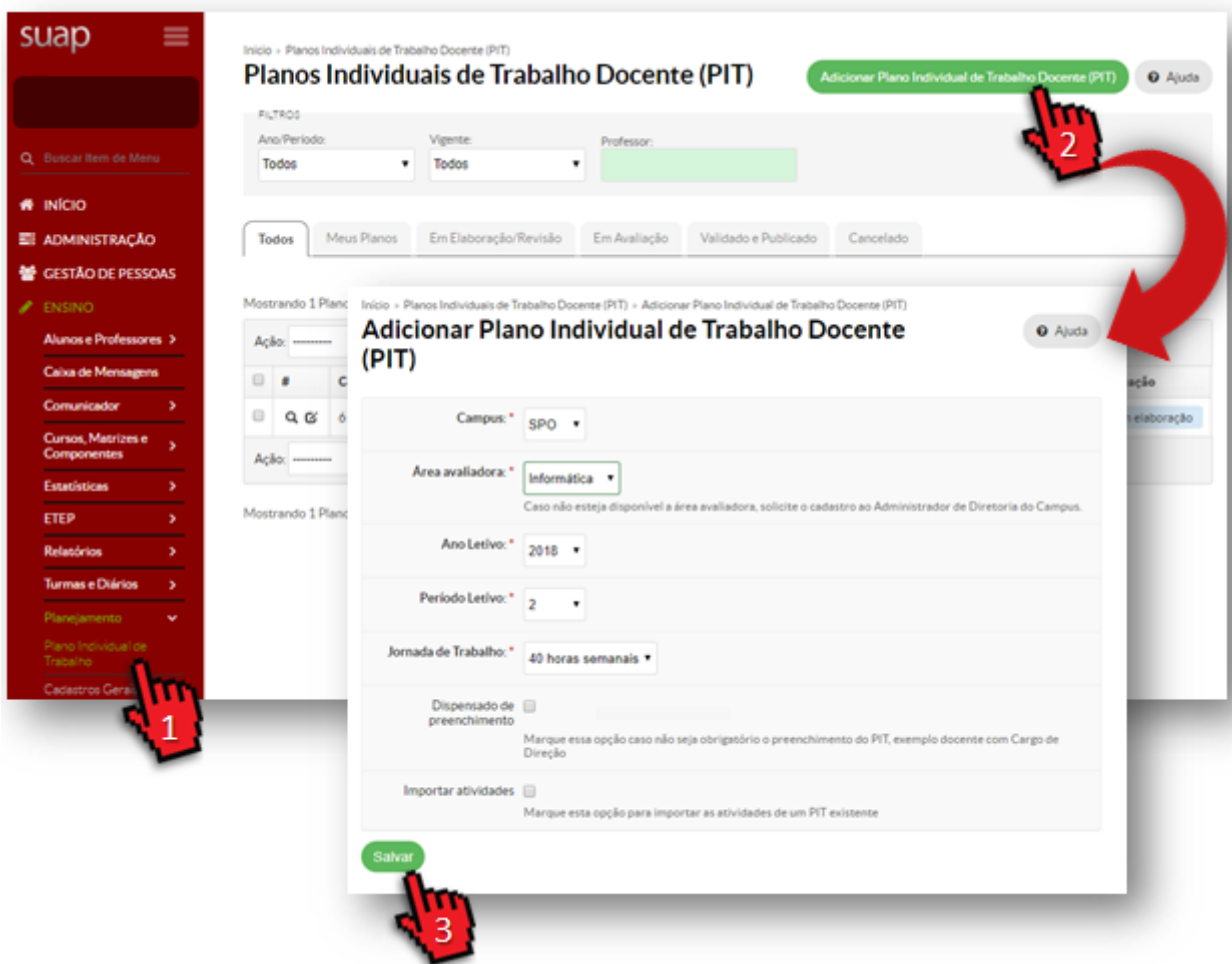 suap
Buscar Item de Menu
INÍCIO
ADMINISTRAÇÃO
GESTÃO DE PESSOAS
ENSINO
Alunos e Professores >
Caixa de Mensagens
Comunicador >
Cursos, Matrizes e
Componentes >
Estatísticas >
ETEP >
Relatórios >
Turmas e Diários >
Planejamento
Plano Individual de
Trabalho
Cadastros Gerais
1
Início » Planos Individuais de Trabalho Docente (PIT)
Planos Individuais de Trabalho Docente (PIT)
Adicionar Plano Individual de Trabalho Docente (PIT)
Ajuda
2
FILTROS
Ano/Período: Vigente: Professor:
Todos Todos
Todos Meus Planos Em Elaboração/Revisão Em Avaliação Validado e Publicado Cancelado
Mostrando 1 Plano
Ação: ----------
# C ação
6 elaboração
Ação: ----------
Mostrando 1 Plano
Início » Planos Individuais de Trabalho Docente (PIT) » Adicionar Plano Individual de Trabalho Docente (PIT)
Adicionar Plano Individual de Trabalho Docente
(PIT)
Ajuda
Campus: * SPO
Área avaliadora: * Informática
Caso não esteja disponível a área avaliadora, solicite o cadastro ao Administrador de Diretoria do Campus.
Ano Letivo: * 2018
Período Letivo: * 2
Jornada de Trabalho: * 40 horas semanais
Dispensado de
preenchimento
Marque essa opção caso não seja obrigatório o preenchimento do PIT, exemplo docente com Cargo de
Direção
Importar atividades
Marque esta opção para importar as atividades de um PIT existente
Salvar
3